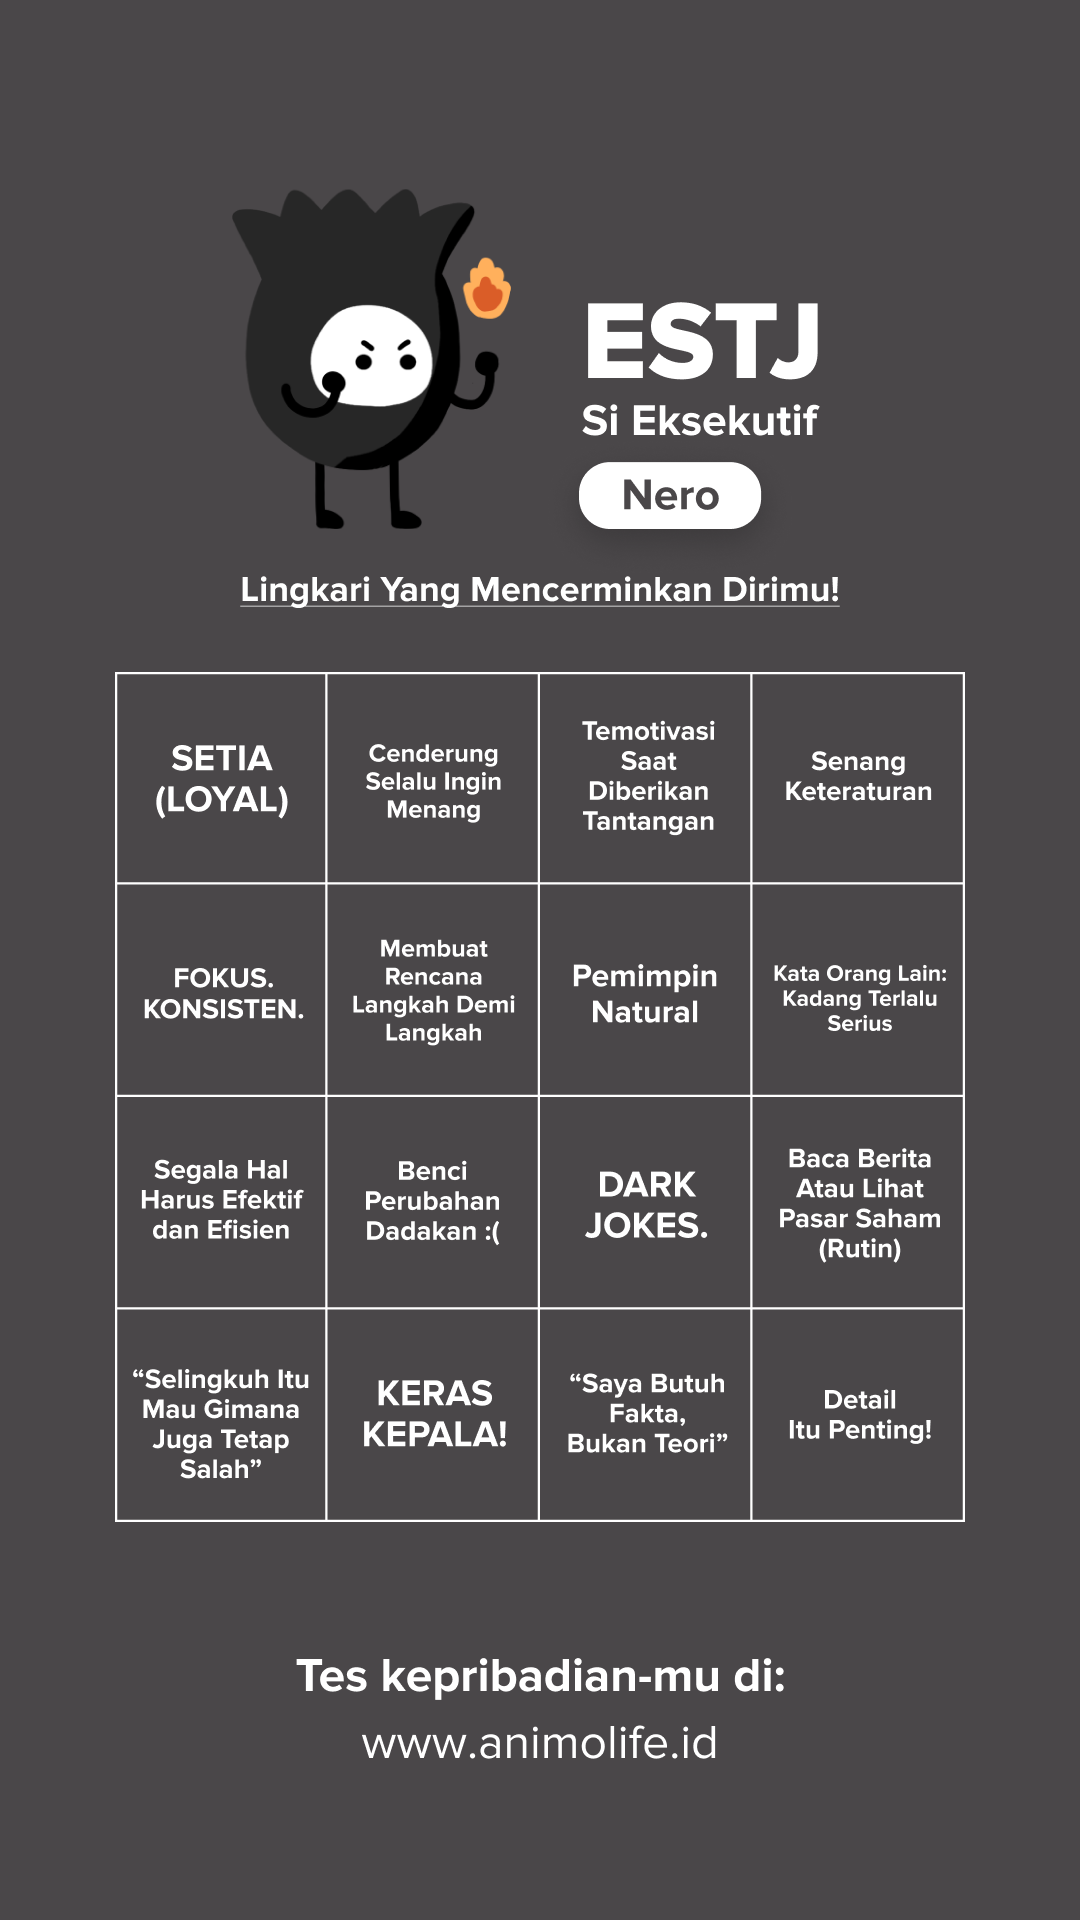 ESTJ
Si Eksekutif
Nero
Lingkari Yang Mencerminkan Dirimu!
SETIA
(LOYAL)
Cenderung
Selalu Ingin
Menang
Temotivasi
Saat
Diberikan
Tantangan
Senang
Keteraturan
FOKUS.
KONSISTEN.
Membuat
Rencana
Langkah Demi
Langkah
Pemimpin
Natural
Kata Orang Lain:
Kadang Terlalu
Serius
Segala Hal
Harus Efektif
dan Efisien
Benci
Perubahan
Dadakan :(
DARK
JOKES.
Baca Berita
Atau Lihat
Pasar Saham
(Rutin)
“Selingkuh Itu
Mau Gimana
Juga Tetap
Salah”
KERAS
KEPALA!
“Saya Butuh
Fakta,
Bukan Teori”
Detail
Itu Penting!
Tes kepribadian-mu di:
www.animolife.id